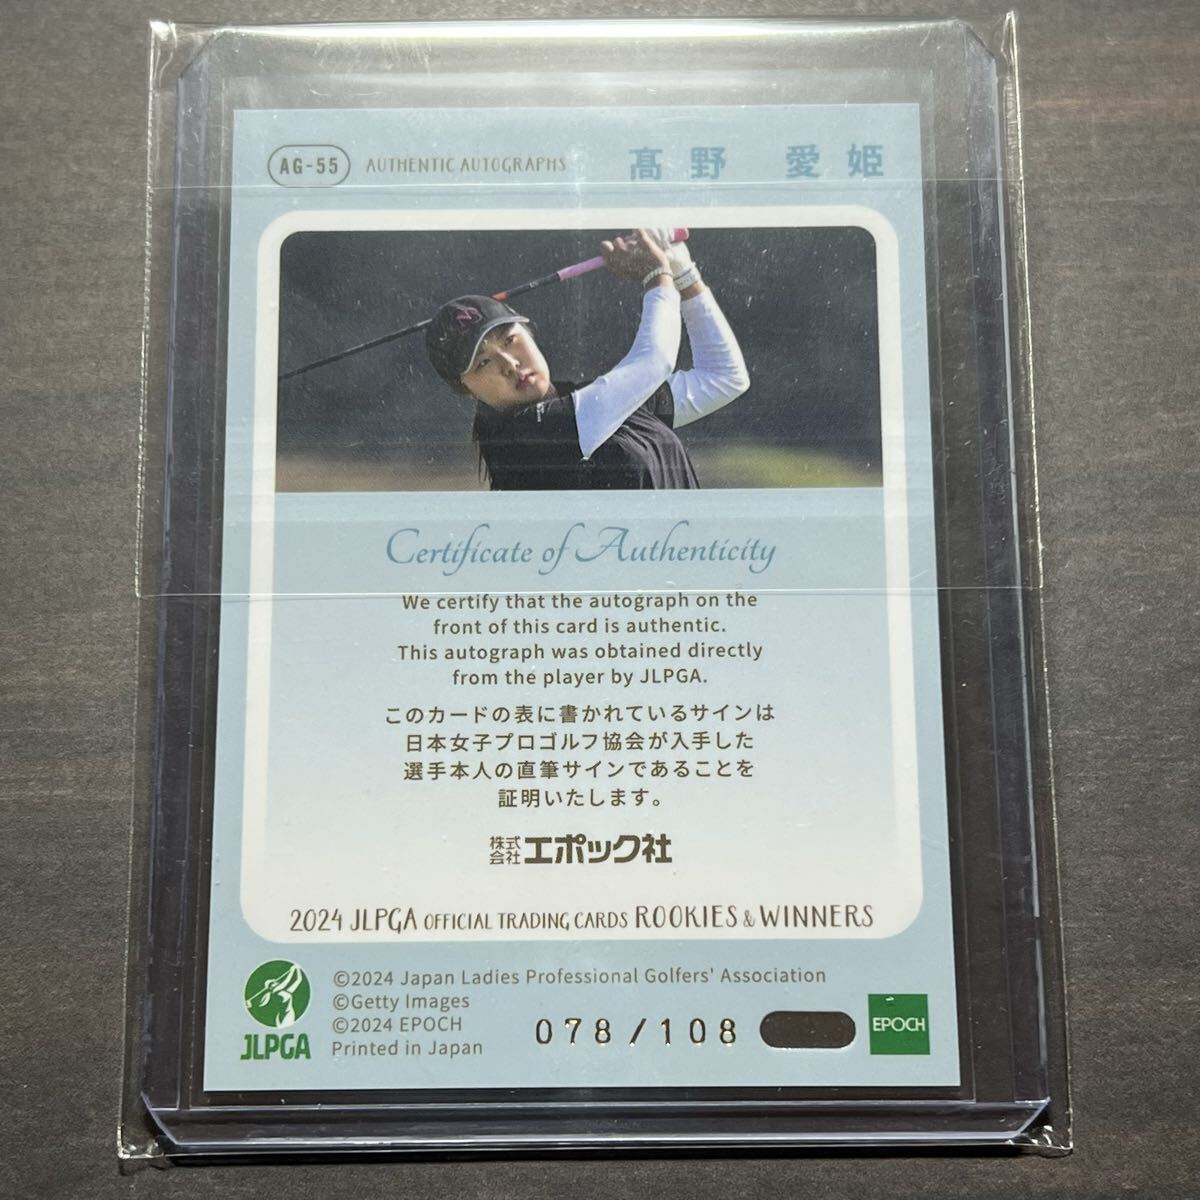 AG-55 AUTHENTIC AUTOGRAPHS 髙野 愛姫
Certificate of Authenticity
We certify that the autograph on the
front of this card is authentic.
This autograph was obtained directly
from the player by JLPGA.
このカードの表に書かれているサインは
日本女子プロゴルフ協会が入手した
選手本人の直筆サインであることを
証明いたします。
株式会社エポック社
2024 JLPGA OFFICIAL TRADING CARDS ROOKIES & WINNERS
©2024 Japan Ladies Professional Golfers' Association
©Getty Images
©2024 EPOCH
Printed in Japan
JLPGA
078/108
EPOCH